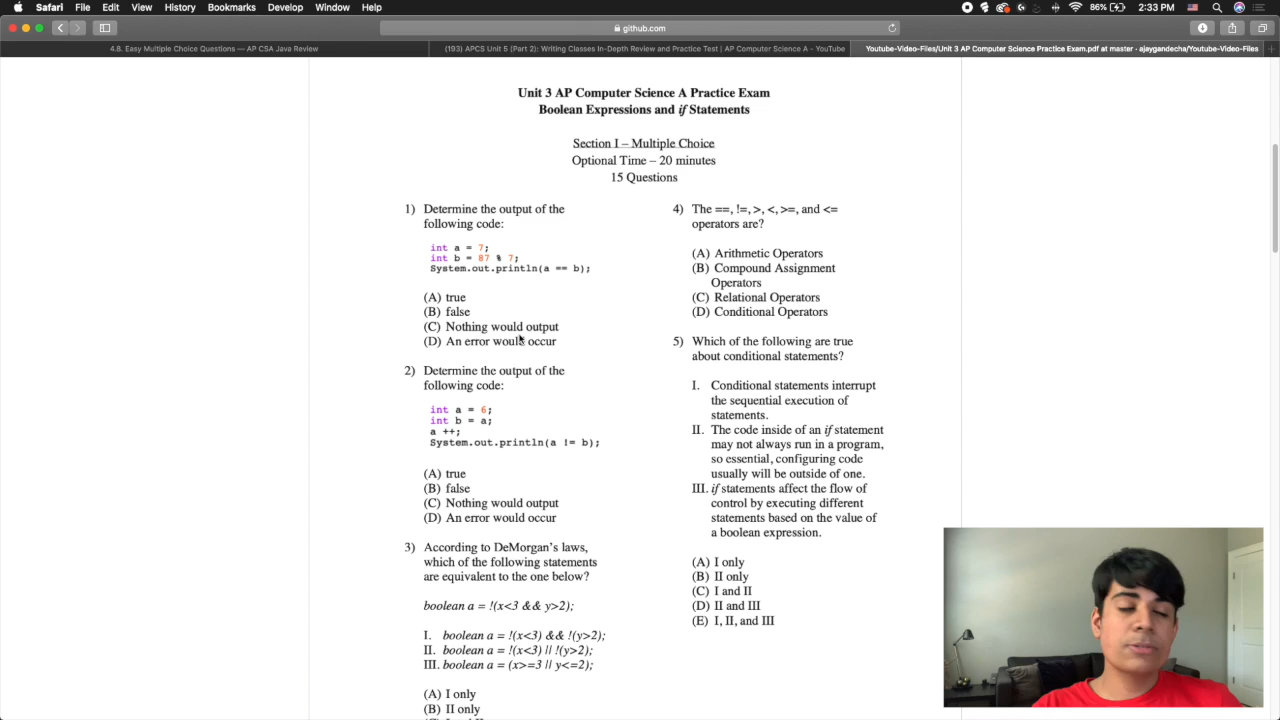 Safari File Edit View History Bookmarks Develop Window Help
86% 2:33 PM
github.com
4.8. Easy Multiple Choice Questions — AP CSA Java Review
(193) APCS Unit 5 (Part 2): Writing Classes In-Depth Review and Practice Test | AP Computer Science A - YouTube
Youtube-Video-Files/Unit 3 AP Computer Science Practice Exam.pdf at master · ajaygandecha/Youtube-Video-Files
Unit 3 AP Computer Science A Practice Exam
Boolean Expressions and if Statements
Section I – Multiple Choice
Optional Time – 20 minutes
15 Questions
1) Determine the output of the
following code:
int a = 7;
int b = 87 % 7;
System.out.println(a == b);
(A) true
(B) false
(C) Nothing would output
(D) An error would occur
2) Determine the output of the
following code:
int a = 6;
int b = a;
a ++;
System.out.println(a != b);
(A) true
(B) false
(C) Nothing would output
(D) An error would occur
3) According to DeMorgan's laws,
which of the following statements
are equivalent to the one below?
boolean a = !(x<3 && y>2);
I. boolean a = !(x<3) && !(y>2);
II. boolean a = !(x<3) || !(y>2);
III. boolean a = (x>=3 || y<=2);
(A) I only
(B) II only
4) The ==, !=, >, <, >=, and <=
operators are?
(A) Arithmetic Operators
(B) Compound Assignment
Operators
(C) Relational Operators
(D) Conditional Operators
5) Which of the following are true
about conditional statements?
I. Conditional statements interrupt
the sequential execution of
statements.
II. The code inside of an if statement
may not always run in a program,
so essential, configuring code
usually will be outside of one.
III. if statements affect the flow of
control by executing different
statements based on the value of
a boolean expression.
(A) I only
(B) II only
(C) I and II
(D) II and III
(E) I, II, and III